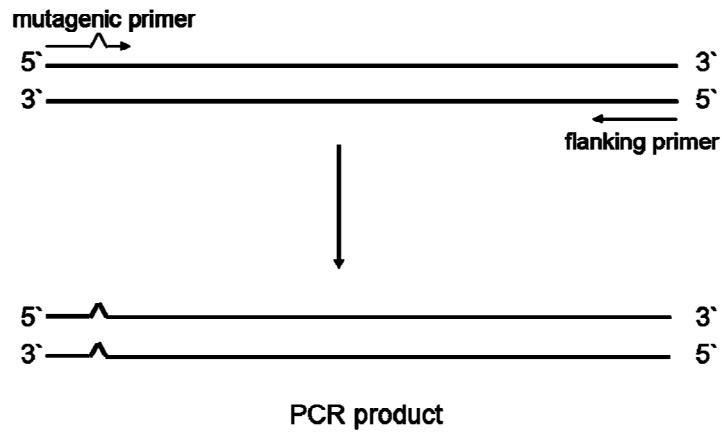 mutagenic primer
5` 3`
3` 5`
flanking primer
5` 3`
3` 5`
PCR product